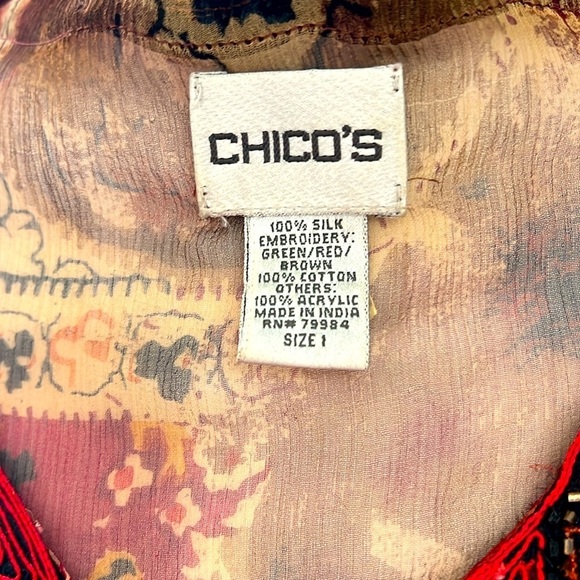 CHICO'S
100% SILK
EMBROIDERY:
GREEN/RED/
BROWN
100% COTTON
OTHERS:
100% ACRYLIC
MADE IN INDIA
RN# 79984
SIZE 1